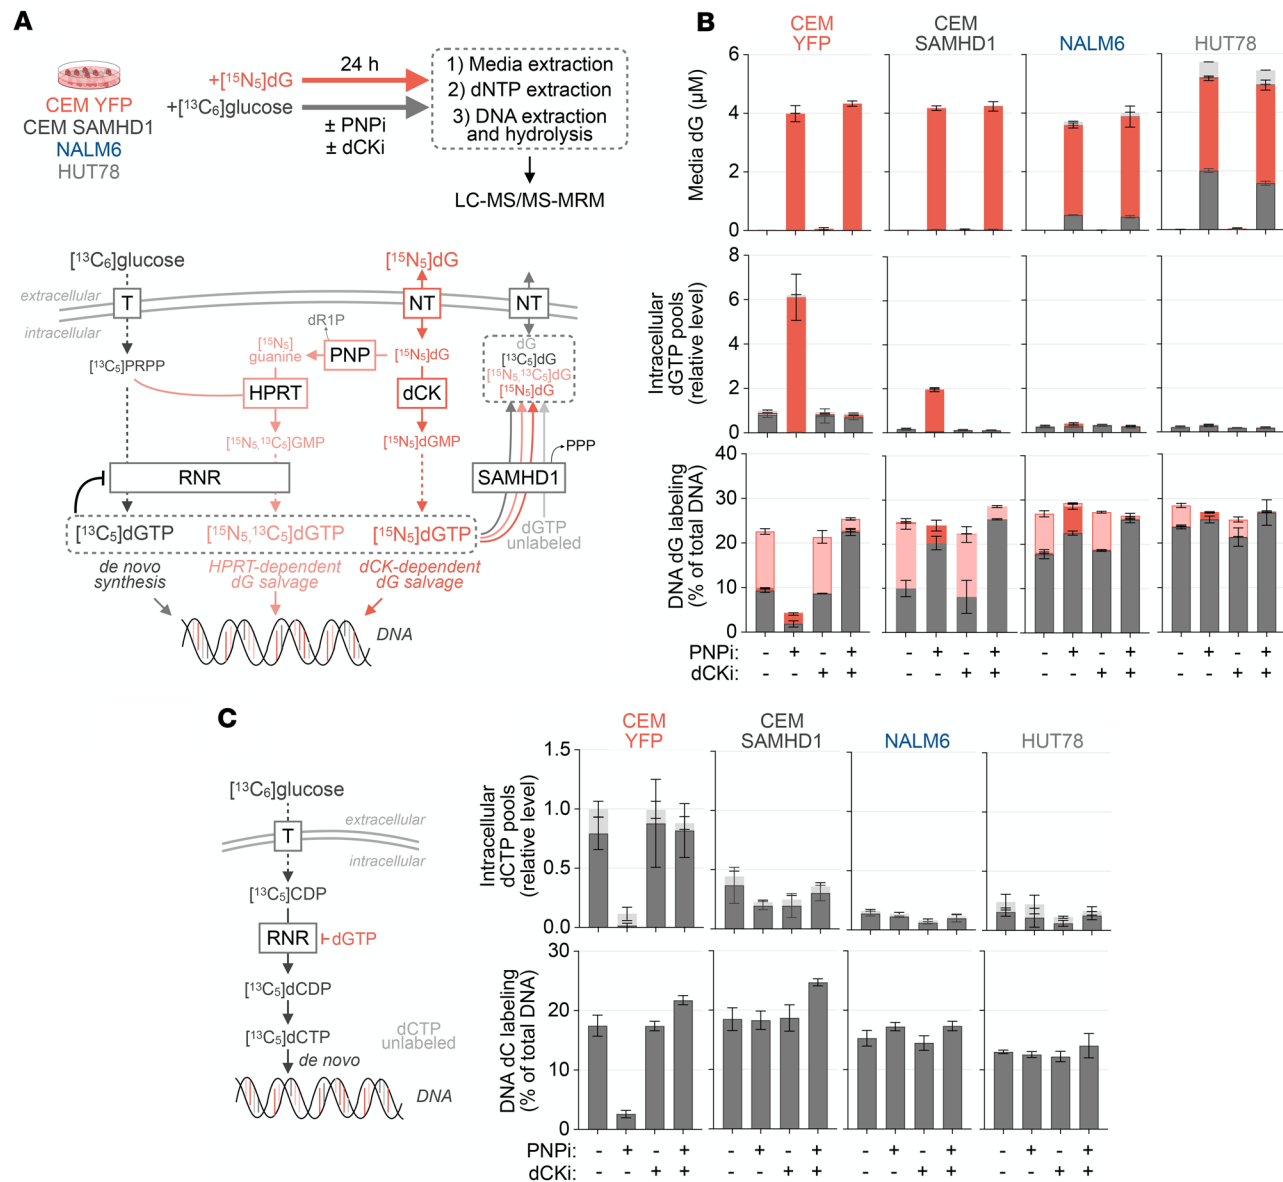 A
+[¹⁵N₅]dG
24 h
+[¹³C₆]glucose
± PNPi
± dCKi
CEM YFP
CEM SAMHD1
NALM6
HUT78
1) Media extraction
2) dNTP extraction
3) DNA extraction
and hydrolysis
LC-MS/MS-MRM
[¹³C₆]glucose
[¹⁵N₅]dG
extracellular
intracellular
T
NT
NT
dR1P
[¹⁵N₅]
guanine
PNP
[¹⁵N₅]dG
dG
[¹³C₅]dG
[¹⁵N₅,¹³C₅]dG
[¹⁵N₅]dG
[¹³C₅]PRPP
HPRT
dCK
[¹⁵N₅,¹³C₅]GMP
[¹⁵N₅]dGMP
PPP
RNR
SAMHD1
[¹³C₅]dGTP
[¹⁵N₅,¹³C₅]dGTP
[¹⁵N₅]dGTP
dGTP
unlabeled
de novo
synthesis
HPRT-dependent
dG salvage
dCK-dependent
dG salvage
DNA
B
CEM
YFP
CEM
SAMHD1
NALM6
HUT78
Media dG (μM)
6
4
2
0
Intracellular
dGTP pools
(relative level)
8
6
4
2
0
DNA dG labeling
(% of total DNA)
40
30
20
10
0
PNPi: - + - + - + - + - + - + - + - +
dCKi: - - + + - - + + - - + + - - + +
C
[¹³C₆]glucose
extracellular
T
intracellular
[¹³C₅]CDP
RNR
dGTP
[¹³C₅]dCDP
[¹³C₅]dCTP
dCTP
unlabeled
de novo
DNA
CEM
YFP
CEM
SAMHD1
NALM6
HUT78
Intracellular
dCTP pools
(relative level)
1.5
1.0
0.5
0.0
DNA dC labeling
(% of total DNA)
30
20
10
0
PNPi: - + - + - + - + - + - + - + - +
dCKi: - - + + - - + + - - + + - - + +